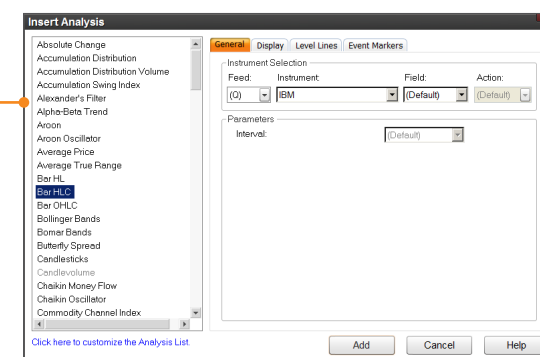 Insert Analysis
Absolute Change
Accumulation Distribution
Accumulation Distribution Volume
Accumulation Swing Index
Alexander's Filter
Alpha-Beta Trend
Aroon
Aroon Oscillator
Average Price
Average True Range
Bar HL
Bar HLC
Bar OHLC
Bollinger Bands
Bomar Bands
Butterfly Spread
Candlesticks
Candlevolume
Chaikin Money Flow
Chaikin Oscillator
Commodity Channel Index
Click here to customize the Analysis List.
General Display Level Lines Event Markers
Instrument Selection
Feed: Instrument: Field: Action:
(Q) IBM (Default) (Default)
Parameters
Interval: (Default)
Add Cancel Help